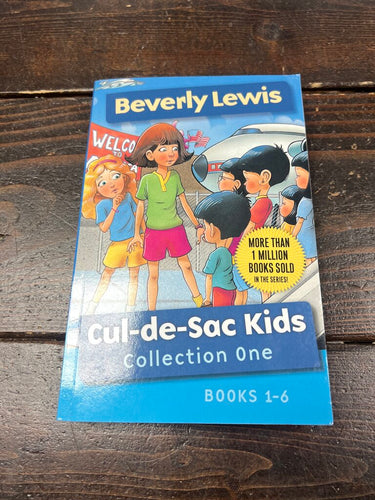 Beverly Lewis
WELCO
TO
MORE THAN
1 MILLION
BOOKS SOLD
IN THE SERIES!
Cul-de-Sac Kids
Collection One
BOOKS 1-6